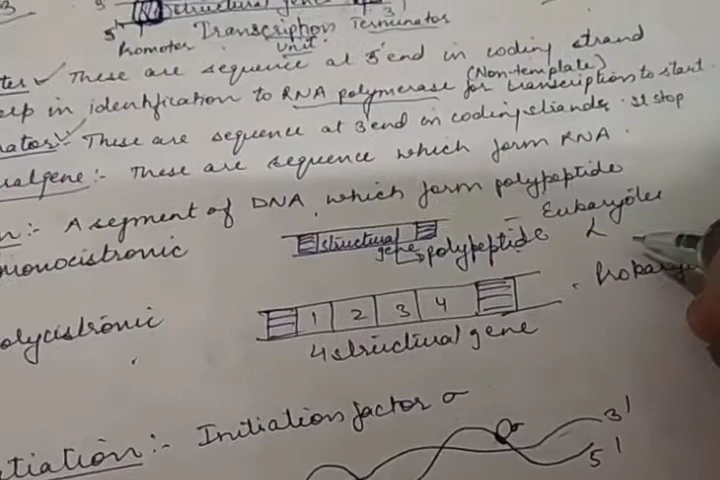 structural gene 3'
5' Transcription Terminator
Promoter Unit
These are sequence at 5' end in coding strand
(Non-template)
in identification to RNA polymerase for transcription to start
These are sequence at 3' end in coding strands. It stop
gene:- These are sequence which form RNA.
:- A segment of DNA which form polypeptide
monocistronic structural gene → polypeptide - Eukaryotes
1 2 3 4
4 structural gene
Initiation factor σ
σ 3'
5'